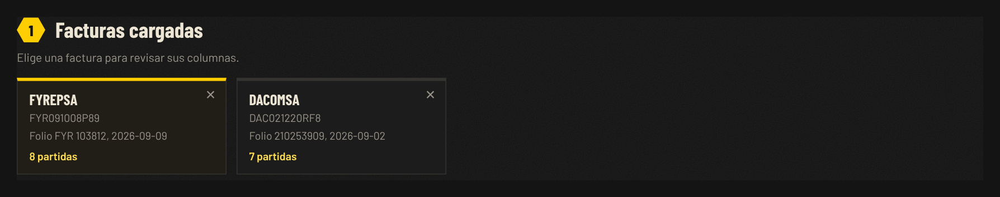 1 Facturas cargadas
Elige una factura para revisar sus columnas.
FYREPSA ×
FYR091008P89
Folio FYR 103812, 2026-09-09
8 partidas
DACOMSA ×
DAC021220RF8
Folio 210253909, 2026-09-02
7 partidas